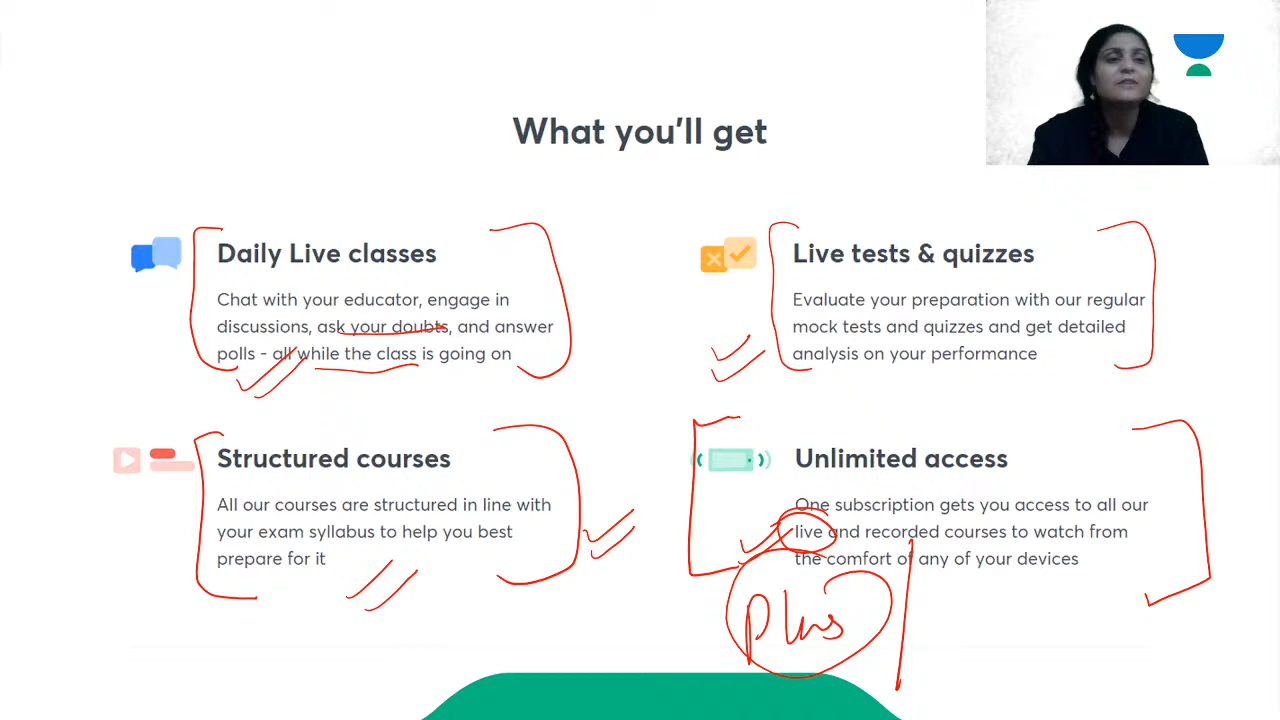 What you'll get
Daily Live classes
Chat with your educator, engage in
discussions, ask your doubts, and answer
polls - all while the class is going on
Live tests & quizzes
Evaluate your preparation with our regular
mock tests and quizzes and get detailed
analysis on your performance
Structured courses
All our courses are structured in line with
your exam syllabus to help you best
prepare for it
Unlimited access
One subscription gets you access to all our
live and recorded courses to watch from
the comfort of any of your devices
Plus